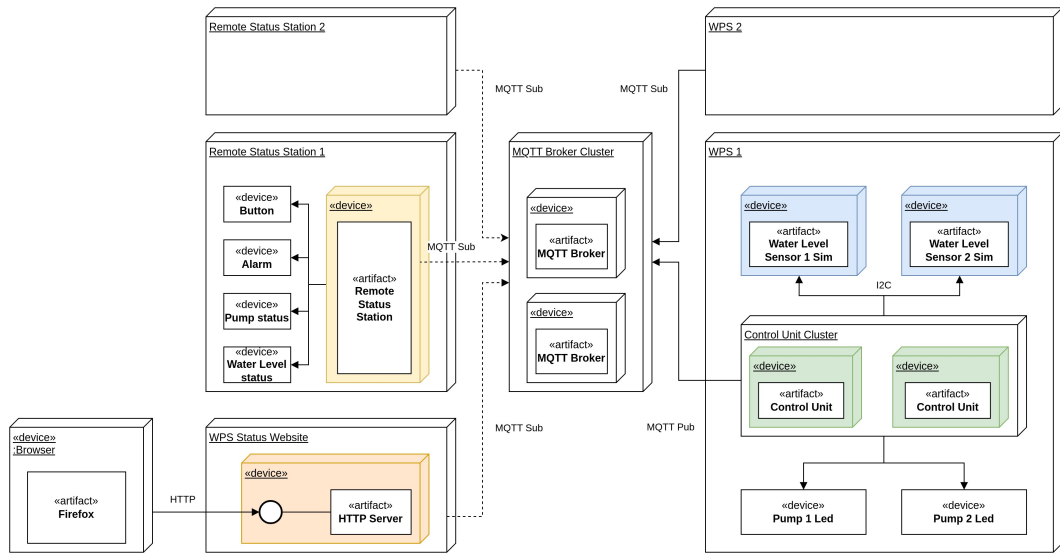 Remote Status Station 2
WPS 2
MQTT Sub
MQTT Sub
Remote Status Station 1
«device»
Button
«device»
Alarm
«device»
Pump status
«device»
Water Level
status
«device»
«artifact»
Remote
Status
Station
MQTT Sub
MQTT Broker Cluster
«device»
«artifact»
MQTT Broker
«device»
«artifact»
MQTT Broker
WPS 1
«device»
«artifact»
Water Level
Sensor 1 Sim
«device»
«artifact»
Water Level
Sensor 2 Sim
I2C
Control Unit Cluster
«device»
«artifact»
Control Unit
«device»
«artifact»
Control Unit
MQTT Sub
MQTT Pub
«device»
Pump 1 Led
«device»
Pump 2 Led
«device»
:Browser
«artifact»
Firefox
HTTP
WPS Status Website
«device»
«artifact»
HTTP Server